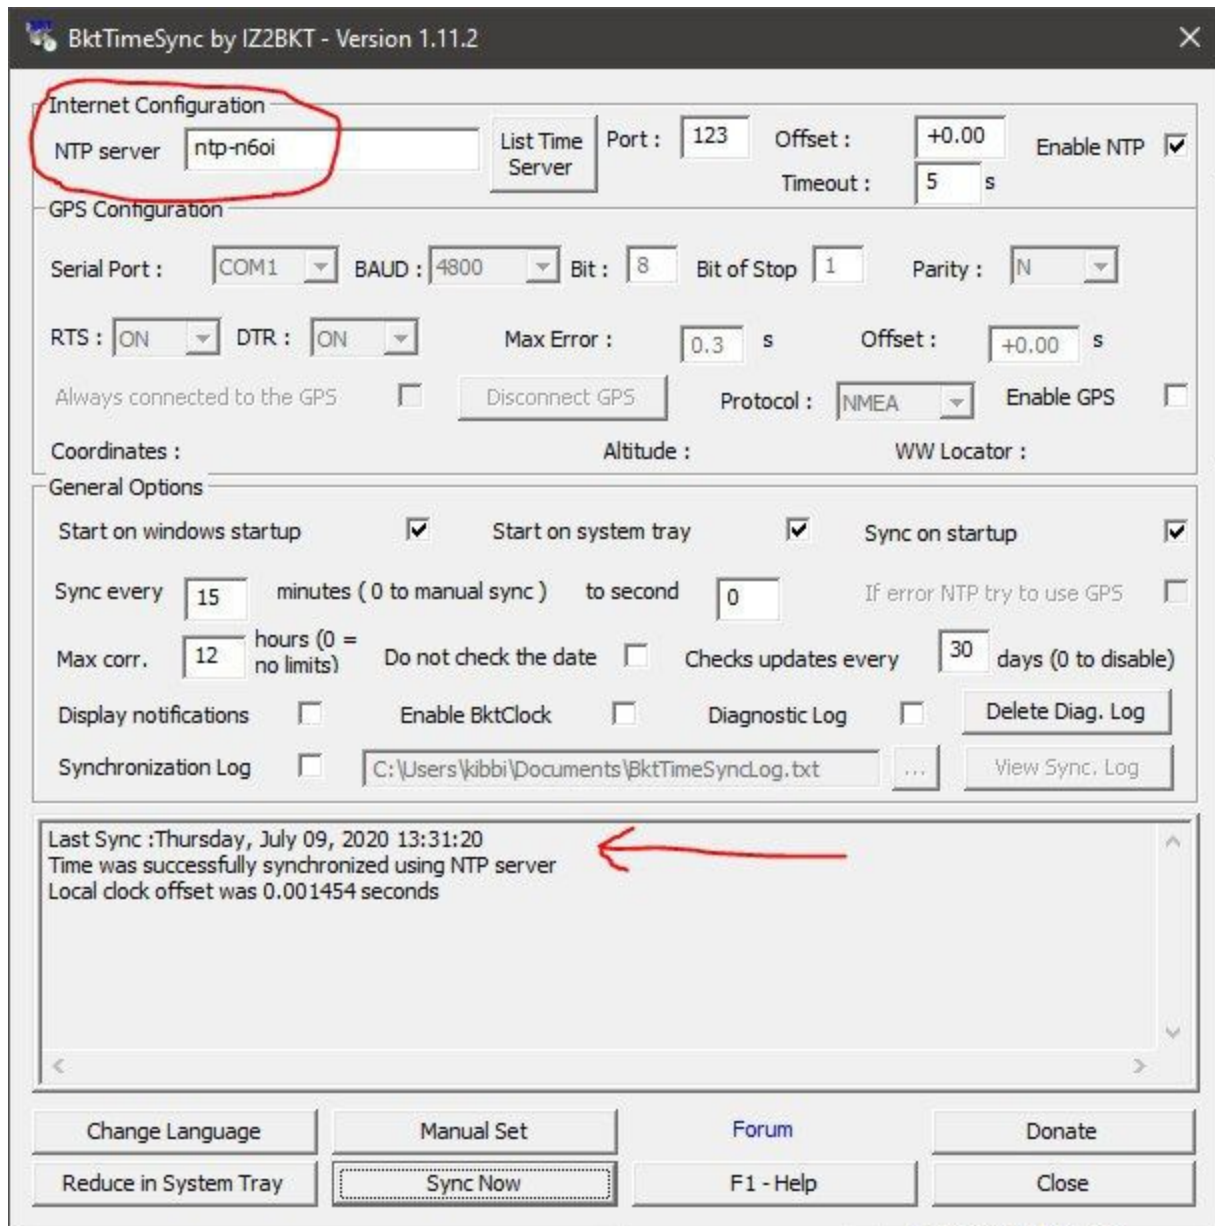 BktTimeSync by IZ2BKT - Version 1.11.2
Internet Configuration
NTP server ntp-n6oi List Time Server Port : 123 Offset : +0.00 Enable NTP
Timeout : 5 s
GPS Configuration
Serial Port : COM1 BAUD : 4800 Bit : 8 Bit of Stop 1 Parity : N
RTS : ON DTR : ON Max Error : 0.3 s Offset : +0.00 s
Always connected to the GPS Disconnect GPS Protocol : NMEA Enable GPS
Coordinates : Altitude : WW Locator :
General Options
Start on windows startup Start on system tray Sync on startup
Sync every 15 minutes ( 0 to manual sync ) to second 0 If error NTP try to use GPS
Max corr. 12 hours (0 = no limits) Do not check the date Checks updates every 30 days (0 to disable)
Display notifications Enable BktClock Diagnostic Log Delete Diag. Log
Synchronization Log C:\Users\kibbi\Documents\BktTimeSyncLog.txt ... View Sync. Log
Last Sync :Thursday, July 09, 2020 13:31:20
Time was successfully synchronized using NTP server
Local clock offset was 0.001454 seconds
Change Language Manual Set Forum Donate
Reduce in System Tray Sync Now F1 - Help Close